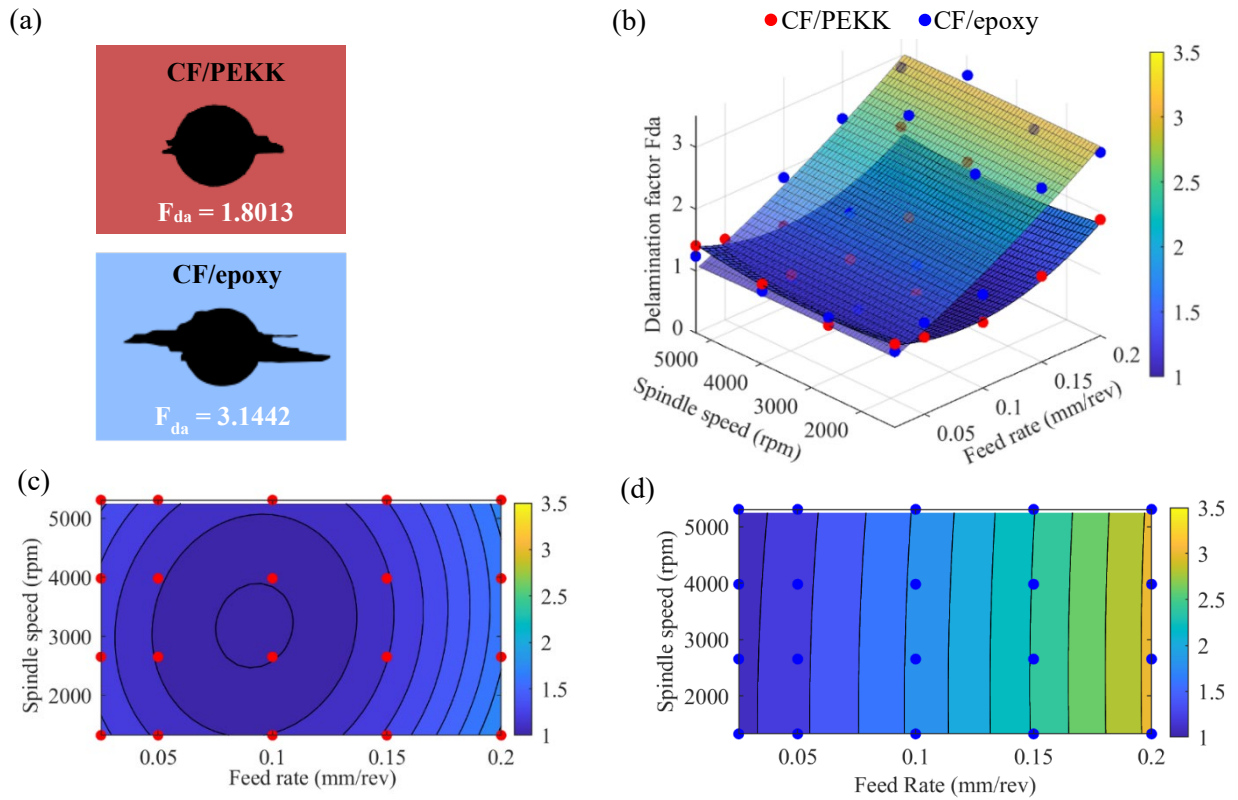 (a)
CF/PEKK
F_da = 1.8013
CF/epoxy
F_da = 3.1442
(b)
CF/PEKK CF/epoxy
Delamination factor Fda
3
2
1
0
5000
4000
3000
2000
Spindle speed (rpm)
0.05
0.1
0.15
0.2
Feed rate (mm/rev)
3.5
3
2.5
2
1.5
1
(c)
Spindle speed (rpm)
5000
4000
3000
2000
0.05 0.1 0.15 0.2
Feed rate (mm/rev)
3.5
3
2.5
2
1.5
1
(d)
Spindle speed (rpm)
5000
4000
3000
2000
0.05 0.1 0.15 0.2
Feed Rate (mm/rev)
3.5
3
2.5
2
1.5
1